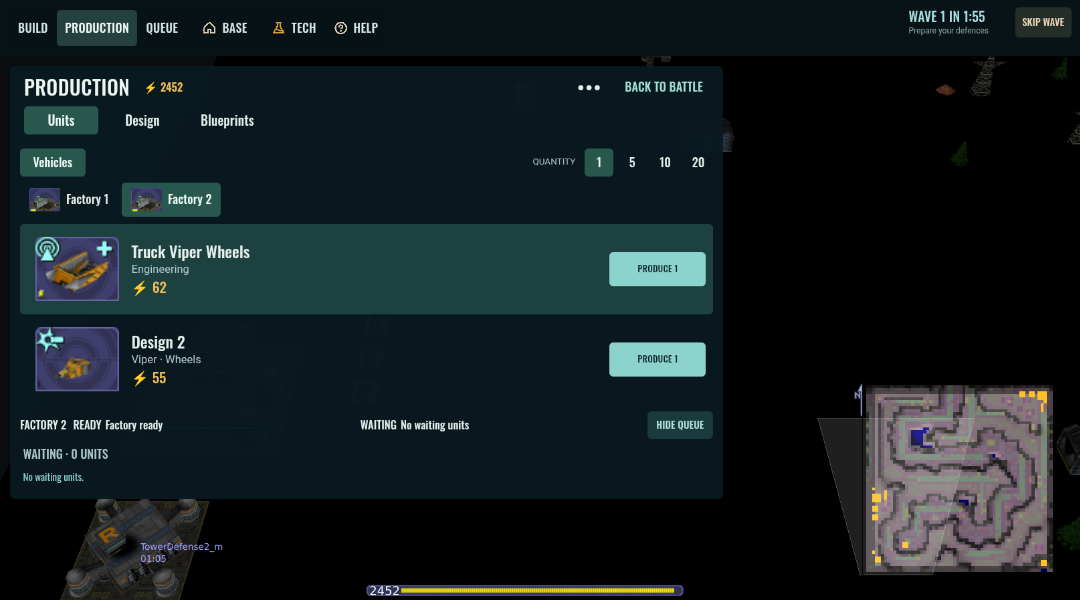 BUILD PRODUCTION QUEUE BASE TECH HELP
WAVE 1 IN 1:55
Prepare your defences
SKIP WAVE
PRODUCTION 2452 BACK TO BATTLE
Units Design Blueprints
Vehicles QUANTITY 1 5 10 20
Factory 1 Factory 2
Truck Viper Wheels
Engineering
62
PRODUCE 1
Design 2
Viper · Wheels
55
PRODUCE 1
FACTORY 2 READY Factory ready WAITING No waiting units HIDE QUEUE
WAITING · 0 UNITS
No waiting units.
N
R
TowerDefense2_m
01:05
2452